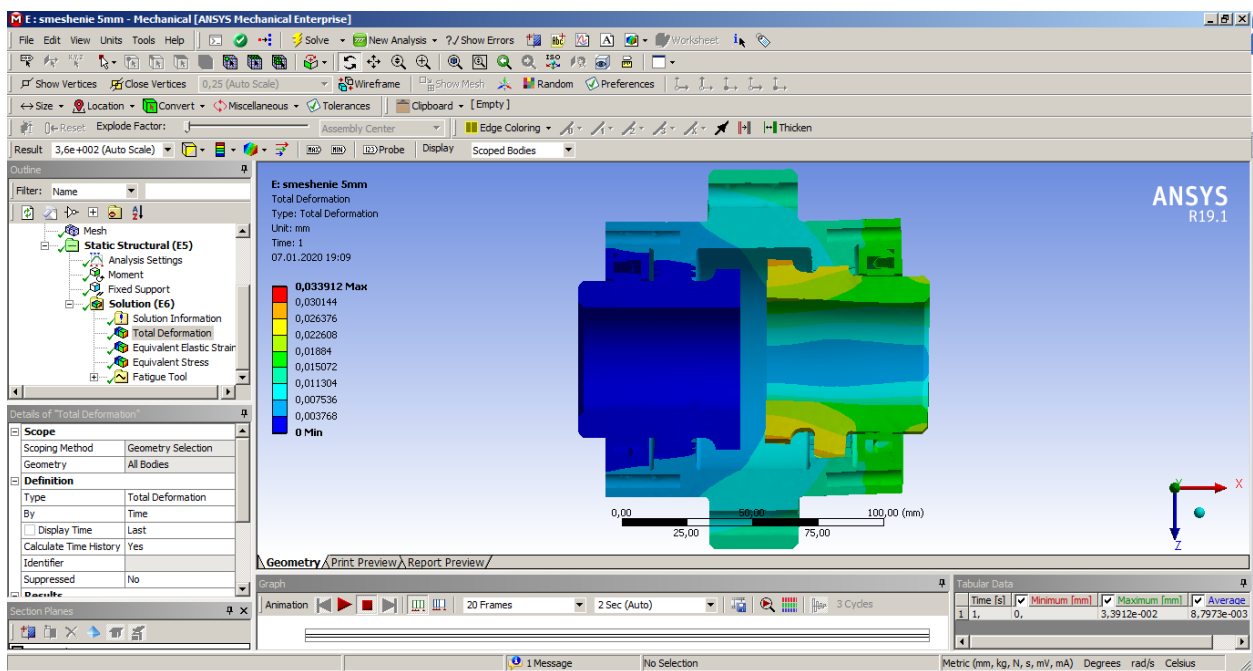 E : smeshenie 5mm - Mechanical [ANSYS Mechanical Enterprise]
File Edit View Units Tools Help Solve New Analysis ?/ Show Errors Worksheet
Show Vertices Close Vertices 0,25 (Auto Scale) Wireframe Show Mesh Random Preferences
Size Location Convert Miscellaneous Tolerances Clipboard [Empty]
Reset Explode Factor: Assembly Center Edge Coloring Thicken
Result 3,6e+002 (Auto Scale) MAX MIN 123 Probe Display Scoped Bodies
Outline
Filter: Name
Mesh
Static Structural (E5)
Analysis Settings
Moment
Fixed Support
Solution (E6)
Solution Information
Total Deformation
Equivalent Elastic Strain
Equivalent Stress
Fatigue Tool
Details of "Total Deformation"
Scope
Scoping Method Geometry Selection
Geometry All Bodies
Definition
Type Total Deformation
By Time
Display Time Last
Calculate Time History Yes
Identifier
Suppressed No
Results
Section Planes
E: smeshenie 5mm
Total Deformation
Type: Total Deformation
Unit: mm
Time: 1
07.01.2020 19:09
0,033912 Max
0,030144
0,026376
0,022608
0,01884
0,015072
0,011304
0,007536
0,003768
0 Min
ANSYS
R19.1
0,00 50,00 100,00 (mm)
25,00 75,00
X
Y
Z
Geometry Print Preview Report Preview
Graph
Animation 20 Frames 2 Sec (Auto) 3 Cycles
Tabular Data
Time [s] Minimum [mm] Maximum [mm] Average
1 1, 0, 3,3912e-002 8,7973e-003
1 Message No Selection Metric (mm, kg, N, s, mV, mA) Degrees rad/s Celsius